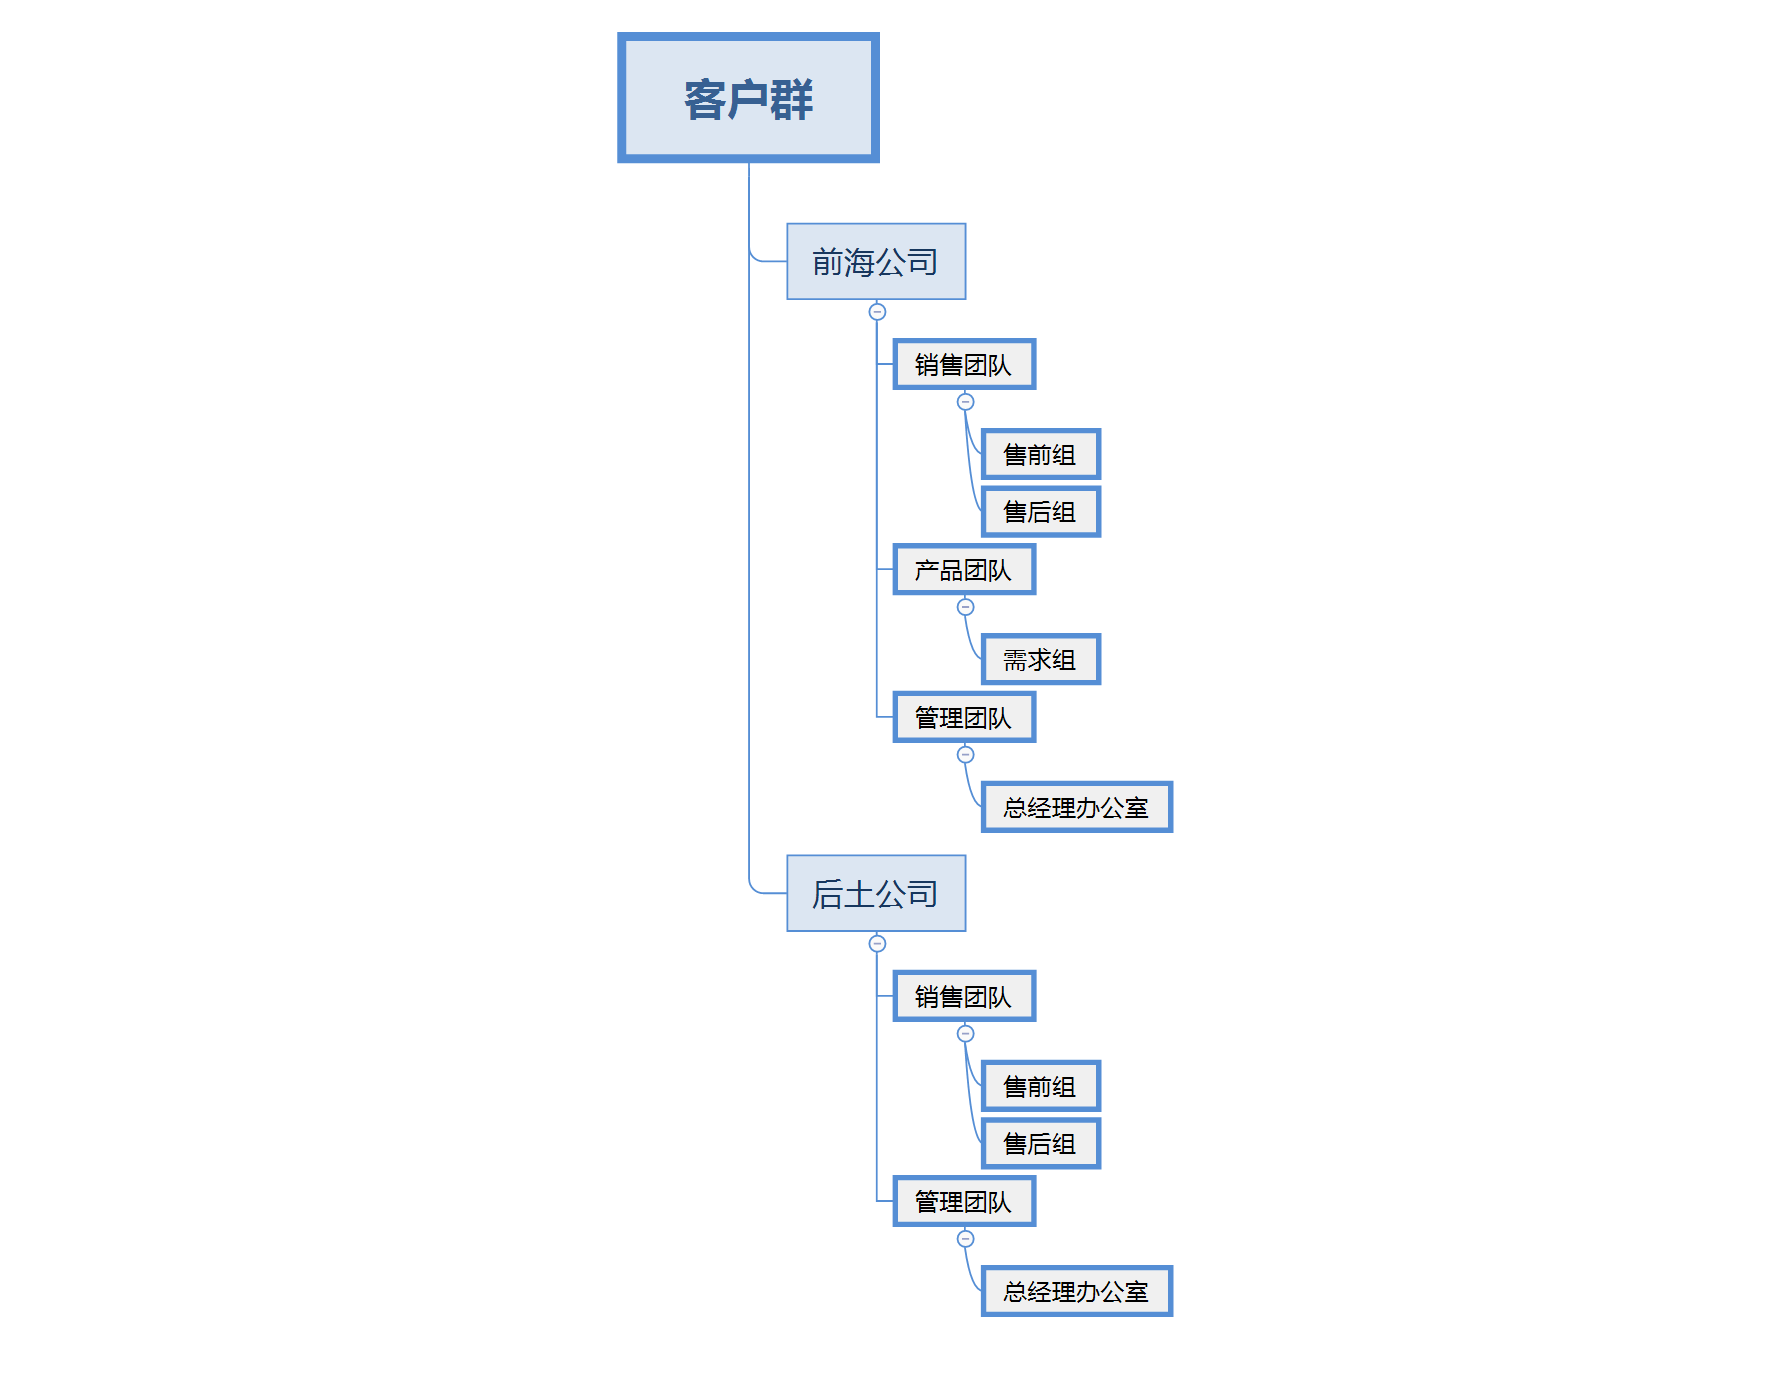 客户群
前海公司
销售团队
售前组
售后组
产品团队
需求组
管理团队
总经理办公室
后土公司
销售团队
售前组
售后组
管理团队
总经理办公室